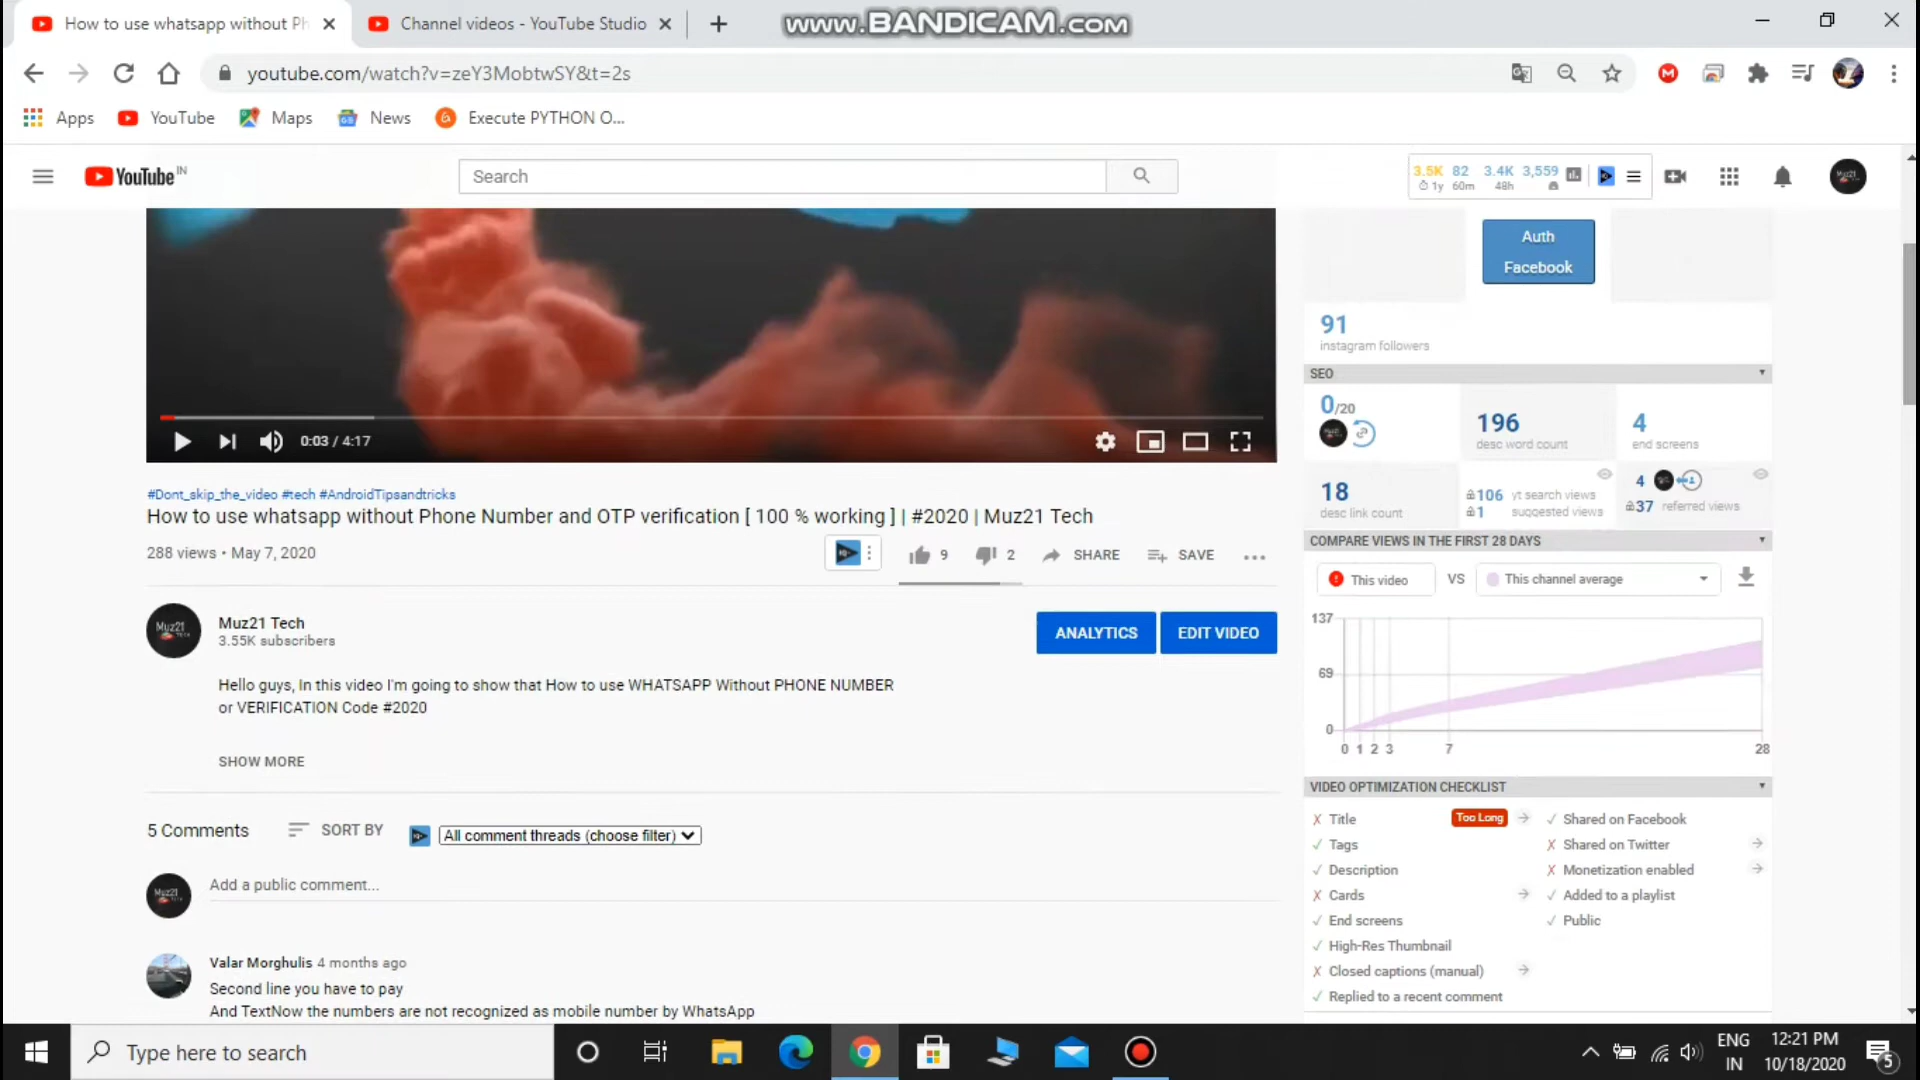 How to use whatsapp without Ph
Channel videos - YouTube Studio
www.BANDICAM.com
youtube.com/watch?v=zeY3MobtwSY&t=2s
Apps YouTube Maps News Execute PYTHON O...
YouTube IN
Search
3.5K 82 3.4K 3,559
1y 60m 48h
Auth
Facebook
91
instagram followers
SEO
0/20
196
desc word count
4
end screens
18
desc link count
106 yt search views
1 suggested views
4
37 referred views
0:03 / 4:17
#Dont_skip_the_video #tech #AndroidTipsandtricks
How to use whatsapp without Phone Number and OTP verification [ 100 % working ] | #2020 | Muz21 Tech
288 views • May 7, 2020
9 2 SHARE SAVE
COMPARE VIEWS IN THE FIRST 28 DAYS
This video VS This channel average
137
69
0
0 1 2 3 7 28
Muz21 Tech
3.55K subscribers
ANALYTICS EDIT VIDEO
Hello guys, In this video I'm going to show that How to use WHATSAPP Without PHONE NUMBER
or VERIFICATION Code #2020
SHOW MORE
5 Comments SORT BY All comment threads (choose filter)
Add a public comment...
Valar Morghulis 4 months ago
Second line you have to pay
And TextNow the numbers are not recognized as mobile number by WhatsApp
VIDEO OPTIMIZATION CHECKLIST
Title Too Long
Tags
Description
Cards
End screens
High-Res Thumbnail
Closed captions (manual)
Replied to a recent comment
Shared on Facebook
Shared on Twitter
Monetization enabled
Added to a playlist
Public
Type here to search
ENG
IN
12:21 PM
10/18/2020
5